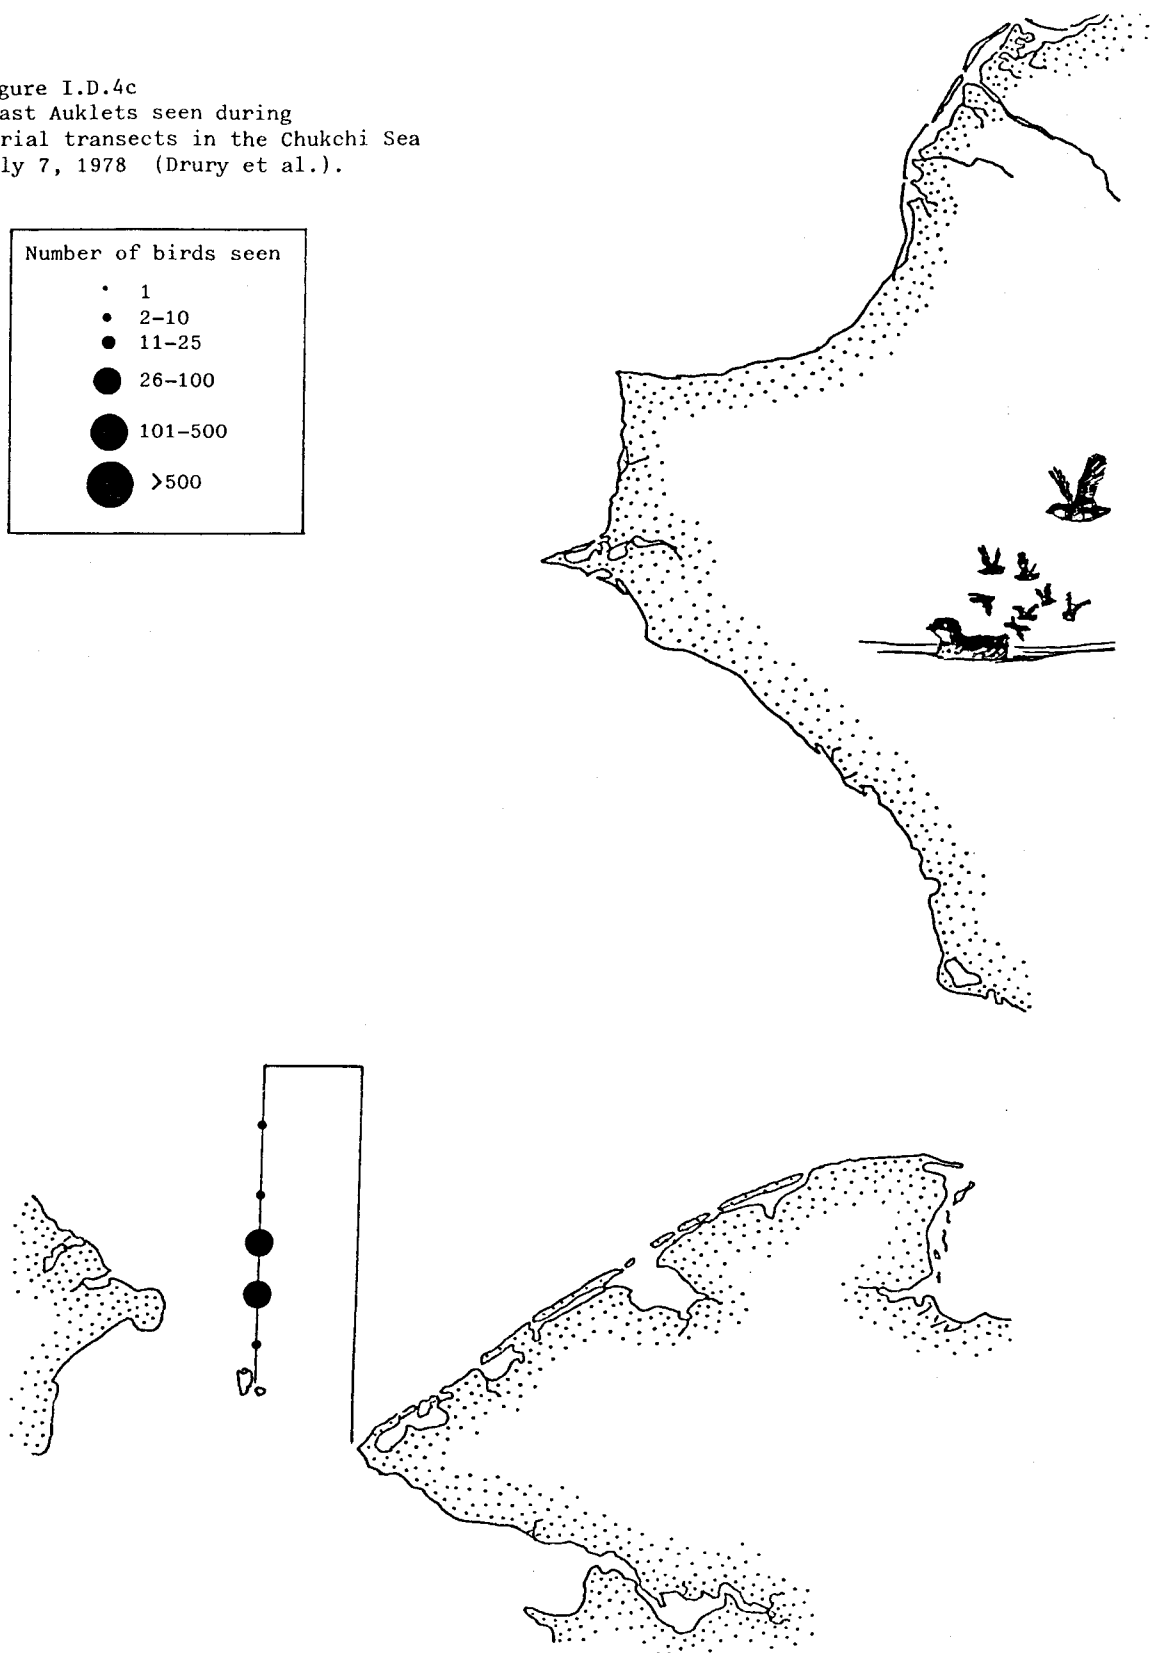 gure I.D.4c
ast Auklets seen during
rial transects in the Chukchi Sea
ly 7, 1978 (Drury et al.).
Number of birds seen
1
2-10
11-25
26-100
101-500
>500